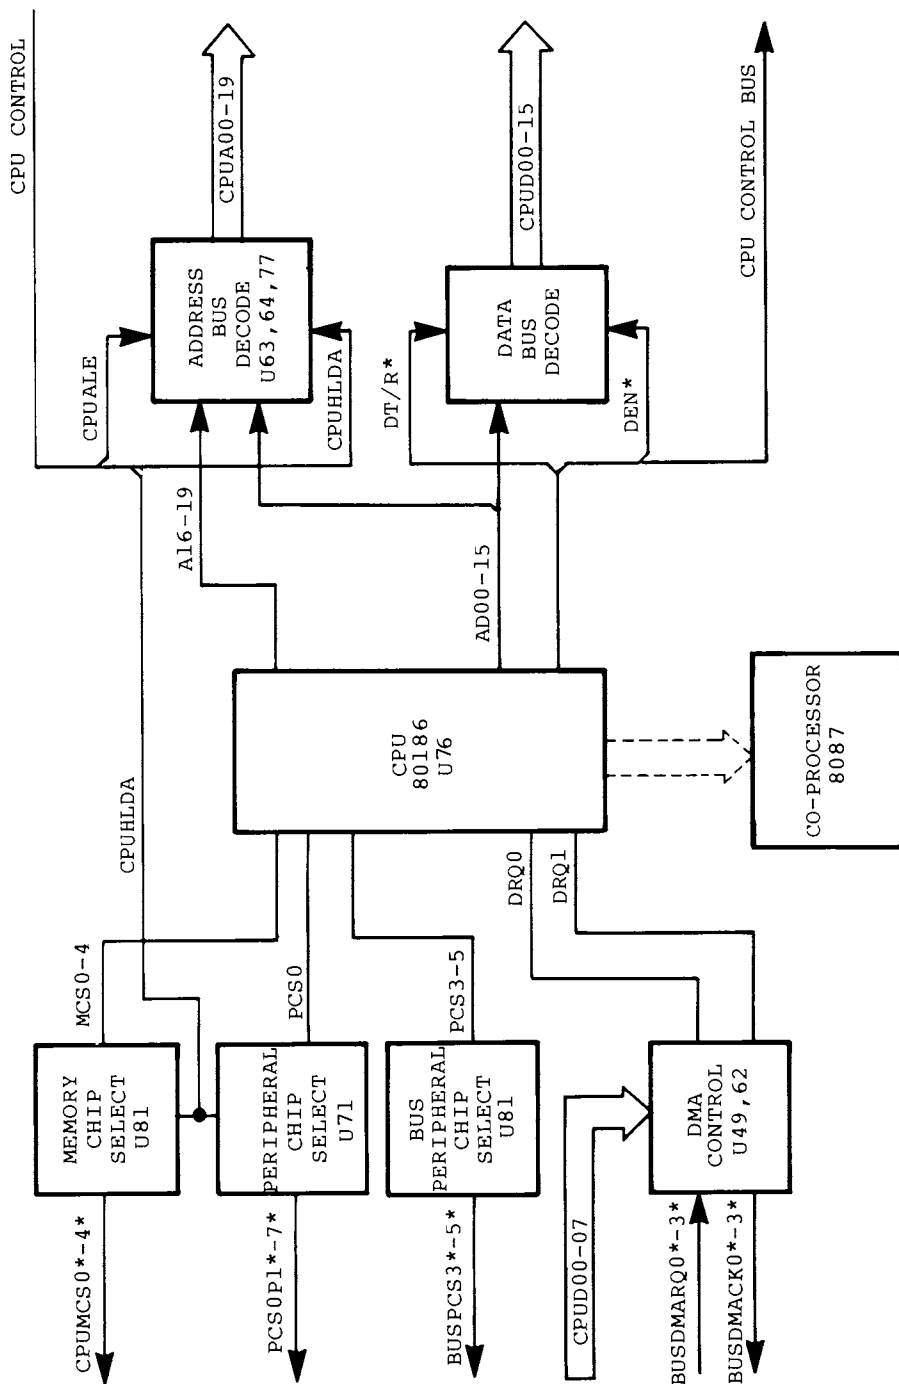 CPU CONTROL
CPUALE
CPUA00-19
ADDRESS
BUS
DECODE
U63,64,77
CPUHLDA
A16-19
CPUHLDA
MCS0-4
MEMORY
CHIP
SELECT
U81
CPUMCS0*-4*
PCS0
PERIPHERAL
CHIP
SELECT
U71
PCS0P1*-7*
PCS3-5
BUS
PERIPHERAL
CHIP
SELECT
U81
BUSPCS3*-5*
CPU
80186
U76
AD00-15
DT/R*
DATA
BUS
DECODE
CPUD00-15
DEN*
CPU CONTROL BUS
DRQ0
DRQ1
DMA
CONTROL
U49,62
CPUD00-07
BUSDMARQ0*-3*
BUSDMACK0*-3*
CO-PROCESSOR
8087